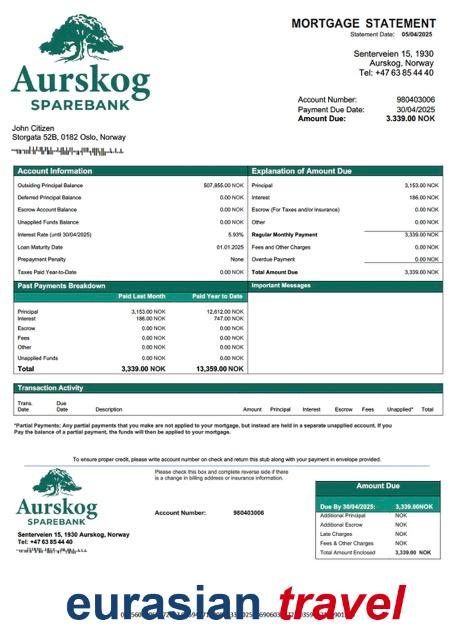 MORTGAGE STATEMENT
Statement Date: 05/04/2025
Aurskog
SPAREBANK
Senterveien 15, 1930
Aurskog, Norway
Tel: +47 63 85 44 40
Account Number: 980403006
Payment Due Date: 30/04/2025
Amount Due: 3.339.00 NOK
John Citizen
Storgata 52B, 0182 Oslo, Norway
Account Information
Outsiding Principal Balance 507,955.00 NOK
Deferred Principal Balance 0.00 NOK
Escrow Account Balance 0.00 NOK
Unapplied Funds Balance 0.00 NOK
Interest Rate (until 30/04/2025) 5.93%
Loan Maturity Date 01.01.2025
Prepayment Penalty None
Taxes Paid Year-to-Date 0.00 NOK
Explanation of Amount Due
Principal 3,153.00 NOK
Interest 186.00 NOK
Escrow (For Taxes and/or insurance) 0.00 NOK
Other 0.00 NOK
Regular Monthly Payment 3,339.00 NOK
Fees and Other Charges 0.00 NOK
Overdue Payment 0.00 NOK
Total Amount Due 3,339.00 NOK
Past Payments Breakdown
Paid Last Month Paid Year to Date
Principal 3,153.00 NOK 12,612.00 NOK
Interest 186.00 NOK 747.00 NOK
Escrow 0.00 NOK 0.00 NOK
Fees 0.00 NOK 0.00 NOK
Other 0.00 NOK 0.00 NOK
Unapplied Funds 0.00 NOK 0.00 NOK
Total 3,339.00 NOK 13,359.00 NOK
Important Messages
Transaction Activity
Trans. Date Due Date Description Amount Principal Interest Escrow Fees Unapplied* Total
*Partial Payments: Any partial payments that you make are not applied to your mortgage, but instead are held in a separate unapplied account. If you
Pay the balance of a partial payment, the funds will then be applied to your mortgage.
To ensure proper credit, please write account number on check and return this stub along with your payment in envelope provided.
Aurskog
SPAREBANK
Senterveien 15, 1930 Aurskog, Norway
Tel: +47 63 85 44 40
Please check this box and complete reverse side if there
is a change in billing address or insurance information.
Account Number: 980403006
Amount Due
Due By 30/04/2025: 3,339.00NOK
Additional Principal NOK
Additional Escrow NOK
Late Charges NOK
Fees & Other Charges NOK
Total Amount Enclosed 3,339.00 NOK
eurasian travel